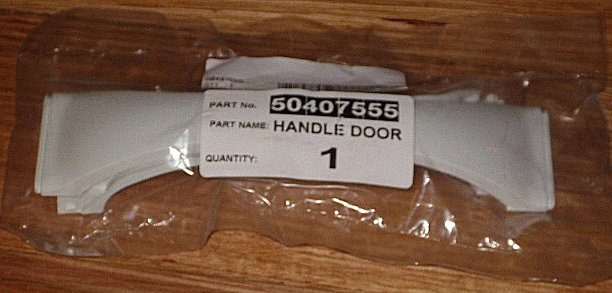 PART No. 50407555
PART NAME: HANDLE DOOR
QUANTITY: 1